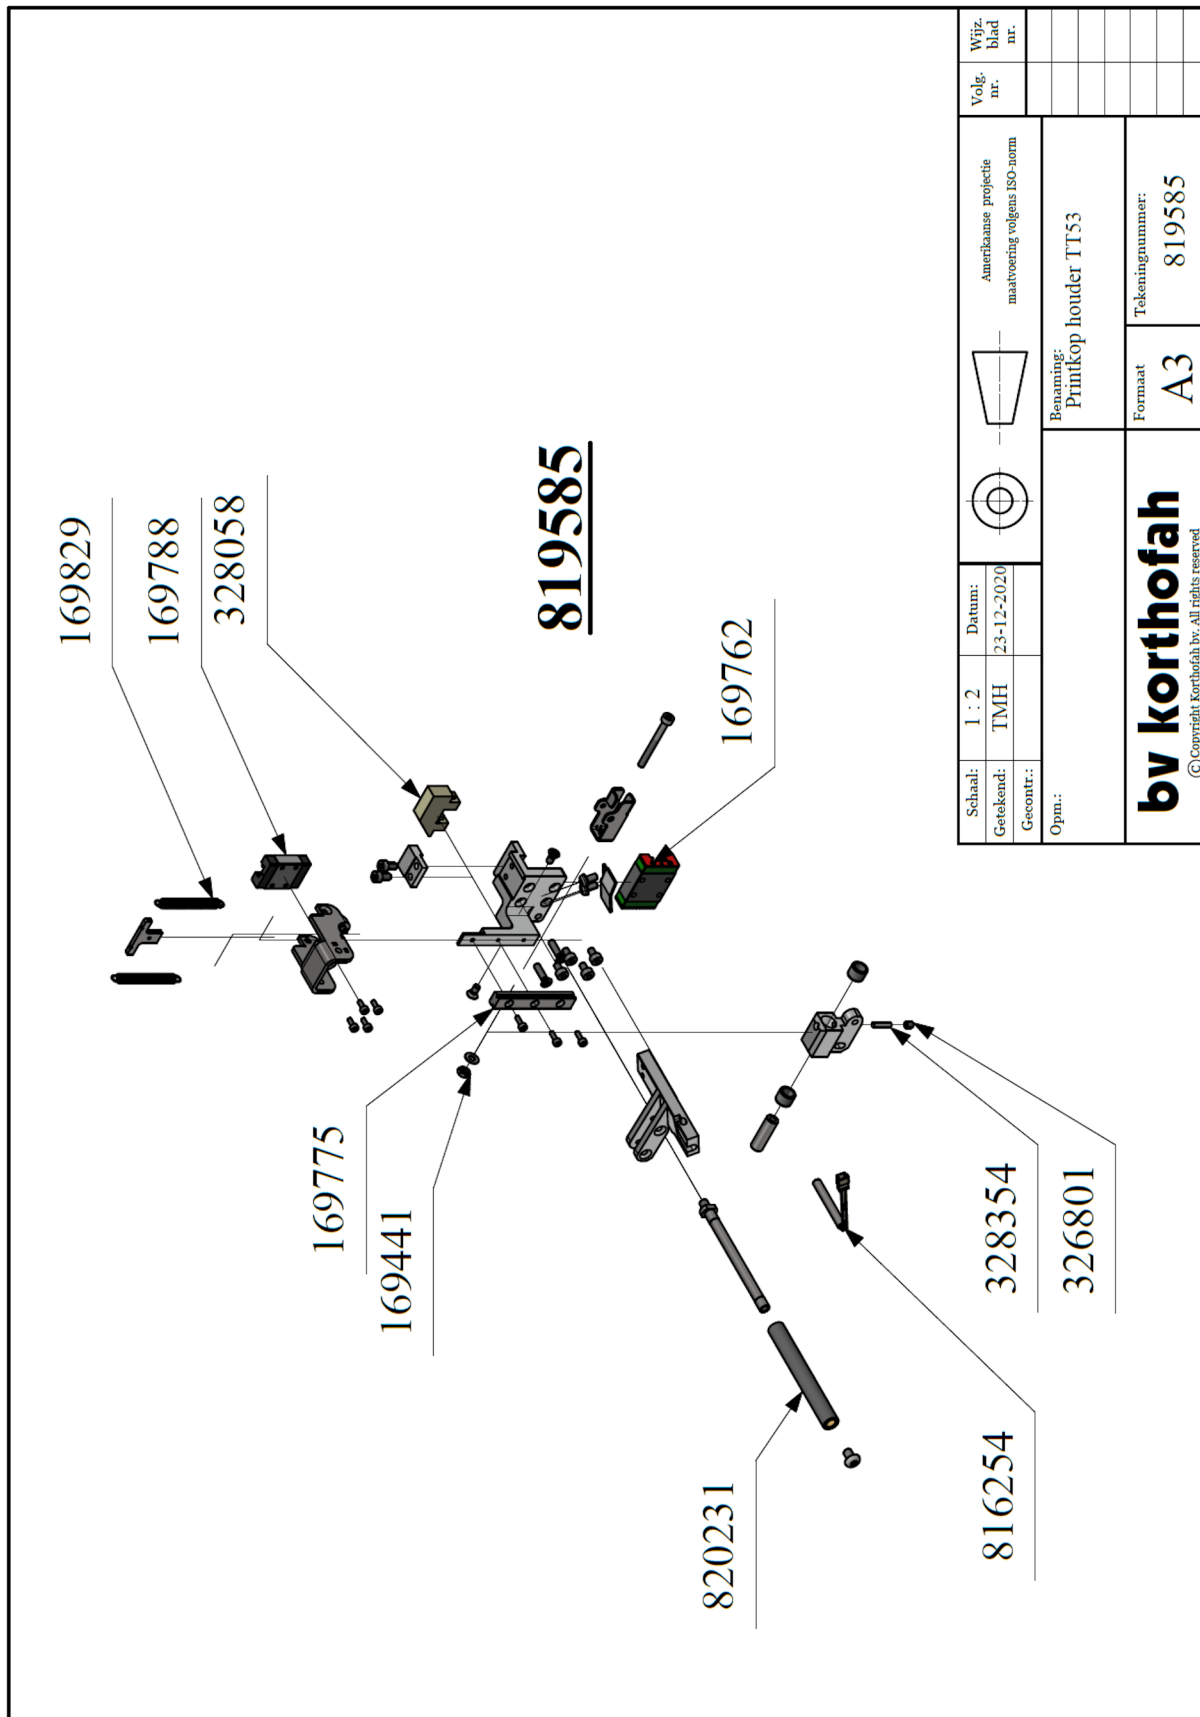 169829
169788
328058
819585
169762
169775
169441
328354
326801
816254
820231
Schaal:
1 : 2
Datum:
Getekend:
TMH
23-12-2020
Gecontr.:
Opm.:
Amerikaanse projectie
maatvoering volgens ISO-norm
Volg.
nr.
Wijz.
blad
nr.
Benaming:
Printkop houder TT53
Formaat
A3
Tekeningnummer:
819585
bv korthofah
© Copyright Korthofah bv. All rights reserved